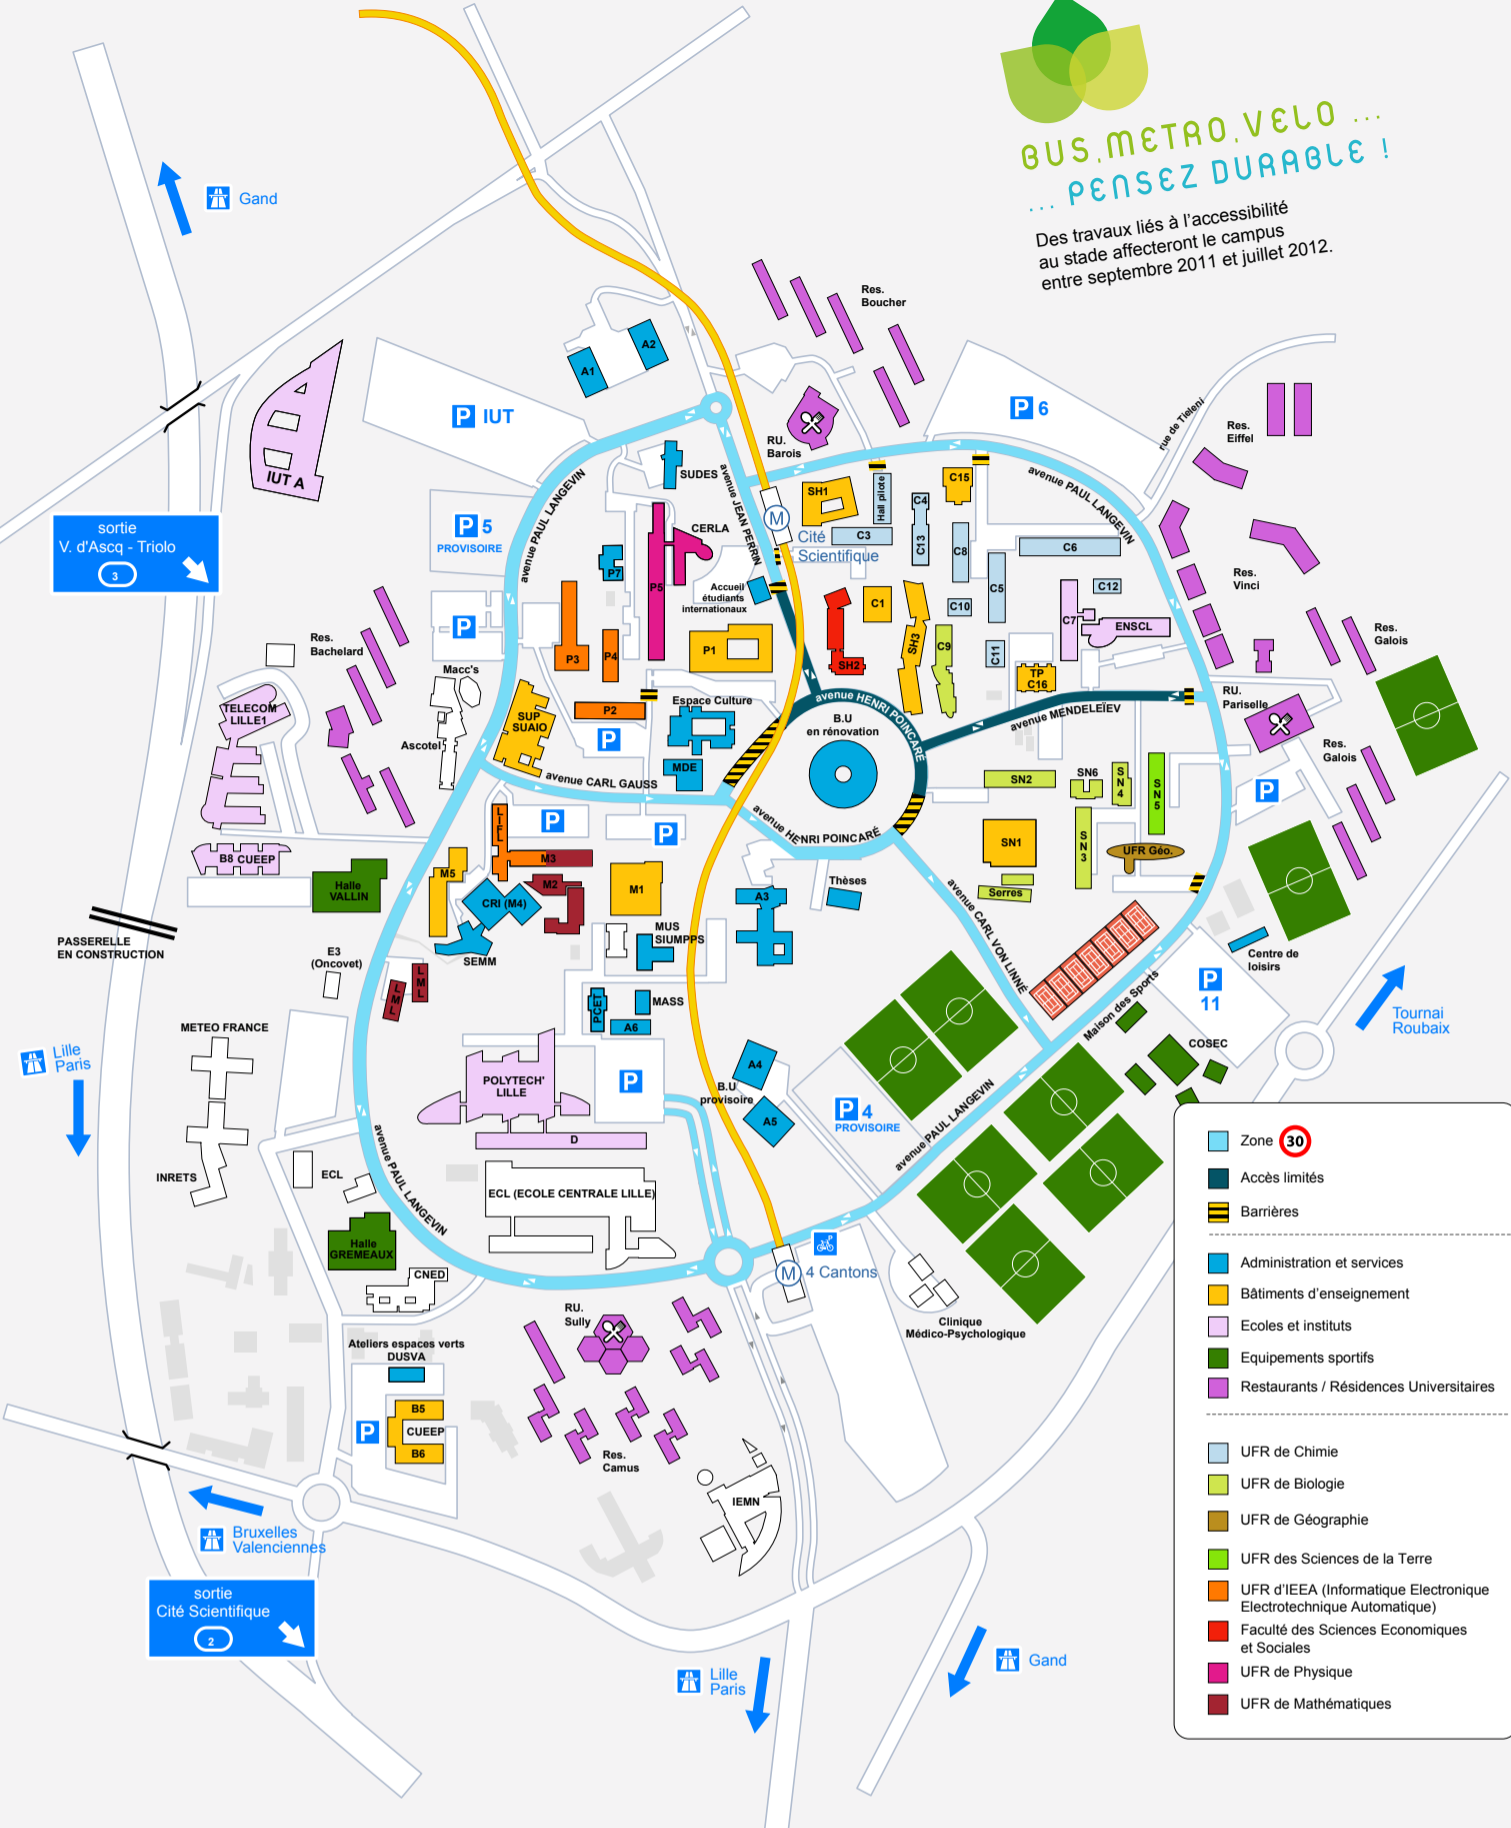 BUS.METRO.VELO ...
... PENSEZ DURABLE !
Des travaux liés à l'accessibilité
au stade affecteront le campus
entre septembre 2011 et juillet 2012.
Gand
Res.
Boucher
A2
A1
P IUT
P 6
rue de Tieleni
Res.
Eiffel
RU.
Barois
IUT A
SUDES
avenue JEAN PERRIN
avenue PAUL LANGEVIN
avenue PAUL LANGEVIN
SH1
Hall pilote
C15
C4
C13
C3
C8
C6
C5
C12
C10
C11
C1
C7
ENSCL
M
Cité
Scientifique
sortie
V. d'Ascq - Triolo
3
P 5
PROVISOIRE
CERLA
P7
P5
Accueil
étudiants
internationaux
Res.
Vinci
Res.
Galois
P
Res.
Bachelard
P3
P4
P1
SH2
SH3
C9
TP
C16
Macc's
TELECOM
LILLE1
SUP
SUAIO
P2
Espace Culture
avenue HENRI POINCARE
B.U
en rénovation
avenue MENDELEÏEV
RU.
Pariselle
Ascotel
P
MDE
avenue CARL GAUSS
SN2
SN6
SN4
SN5
Res.
Galois
P
LIFL
P
P
avenue HENRI POINCARÉ
SN1
SN3
UFR Géo.
B8 CUEEP
Halle
VALLIN
M5
M3
M2
M1
CRI (M4)
A3
Thèses
Serres
avenue CARL VON LINNÉ
PASSERELLE
EN CONSTRUCTION
E3
(Oncovet)
SEMM
MUS
SIUMPPS
LML
LML
Centre de
loisirs
P
11
Maison des Sports
Tournai
Roubaix
METEO FRANCE
PCET
MASS
A6
COSEC
Lille
Paris
POLYTECH'
LILLE
P
A4
B.U
provisoire
A5
P 4
PROVISOIRE
avenue PAUL LANGEVIN
D
INRETS
ECL
avenue PAUL LANGEVIN
ECL (ECOLE CENTRALE LILLE)
Halle
GREMEAUX
CNED
M
4 Cantons
Clinique
Médico-Psychologique
RU.
Sully
Ateliers espaces verts
DUSVA
P
B5
CUEEP
B6
Res.
Camus
IEMN
Bruxelles
Valenciennes
sortie
Cité Scientifique
2
Lille
Paris
Gand
Zone 30
Accès limités
Barrières
Administration et services
Bâtiments d'enseignement
Ecoles et instituts
Equipements sportifs
Restaurants / Résidences Universitaires
UFR de Chimie
UFR de Biologie
UFR de Géographie
UFR des Sciences de la Terre
UFR d'IEEA (Informatique Electronique
Electrotechnique Automatique)
Faculté des Sciences Economiques
et Sociales
UFR de Physique
UFR de Mathématiques